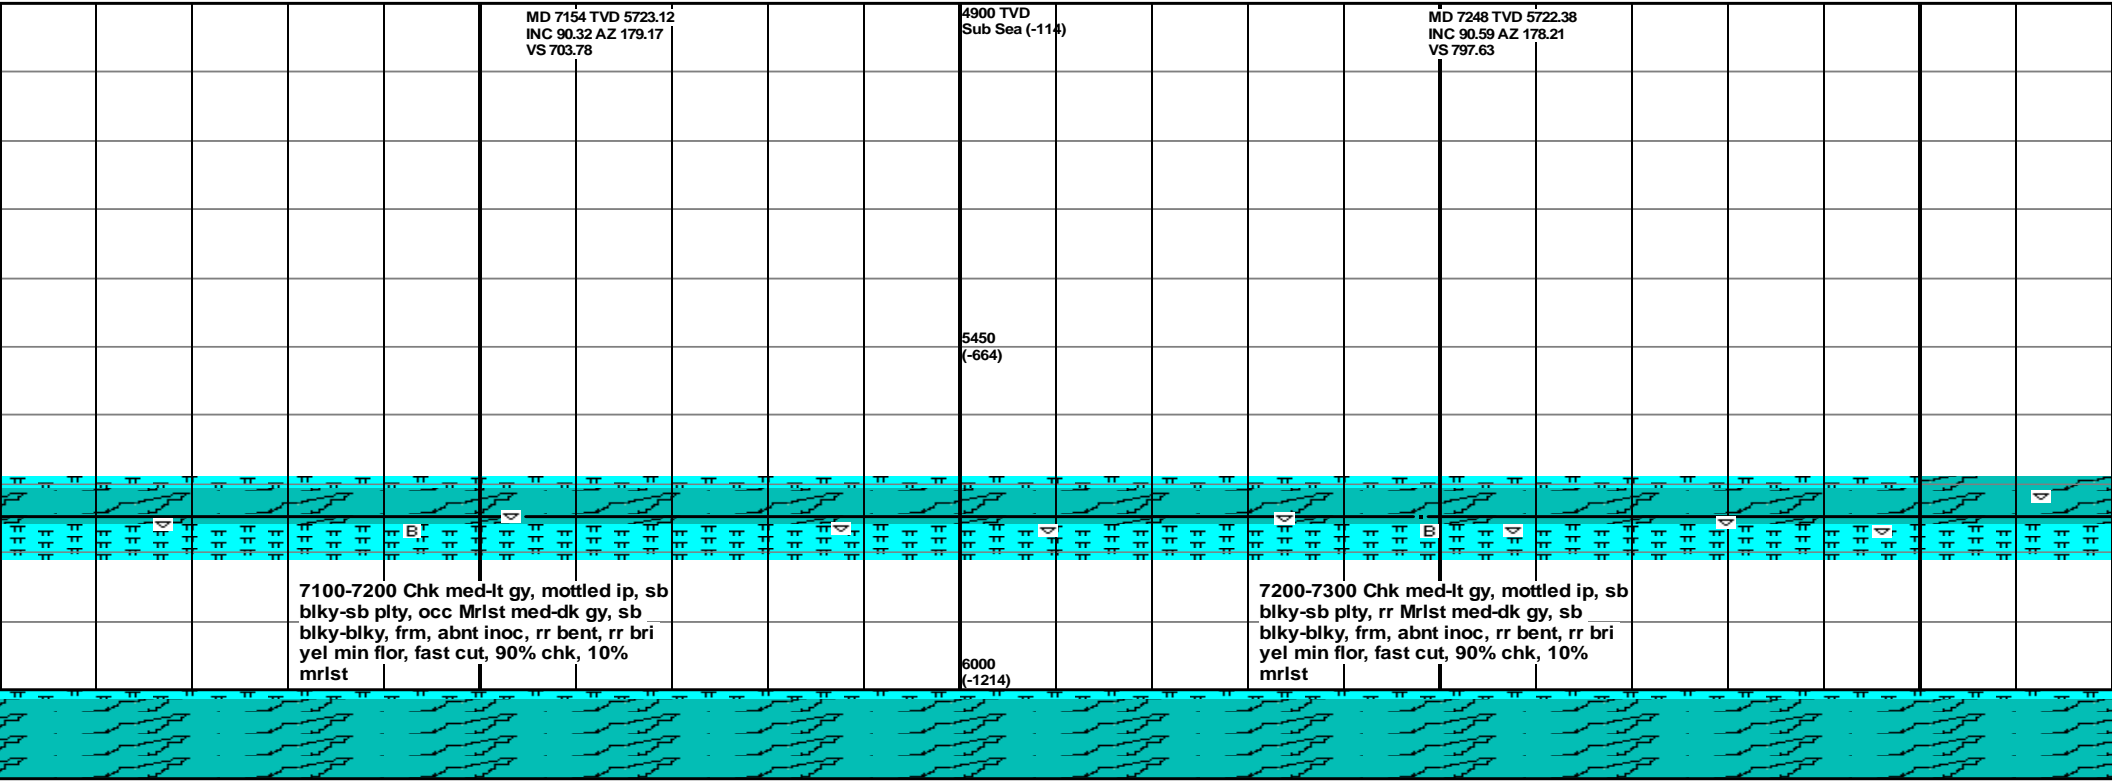 MD 7154 TVD 5723.12
INC 90.32 AZ 179.17
VS 703.78
4900 TVD
Sub Sea (-114)
MD 7248 TVD 5722.38
INC 90.59 AZ 178.21
VS 797.63
5450
(-664)
B
B
7100-7200 Chk med-lt gy, mottled ip, sb
blky-sb plty, occ Mrlst med-dk gy, sb
blky-blky, frm, abnt inoc, rr bent, rr bri
yel min flor, fast cut, 90% chk, 10%
mrlst
6000
(-1214)
7200-7300 Chk med-lt gy, mottled ip, sb
blky-sb plty, rr Mrlst med-dk gy, sb
blky-blky, frm, abnt inoc, rr bent, rr bri
yel min flor, fast cut, 90% chk, 10%
mrlst